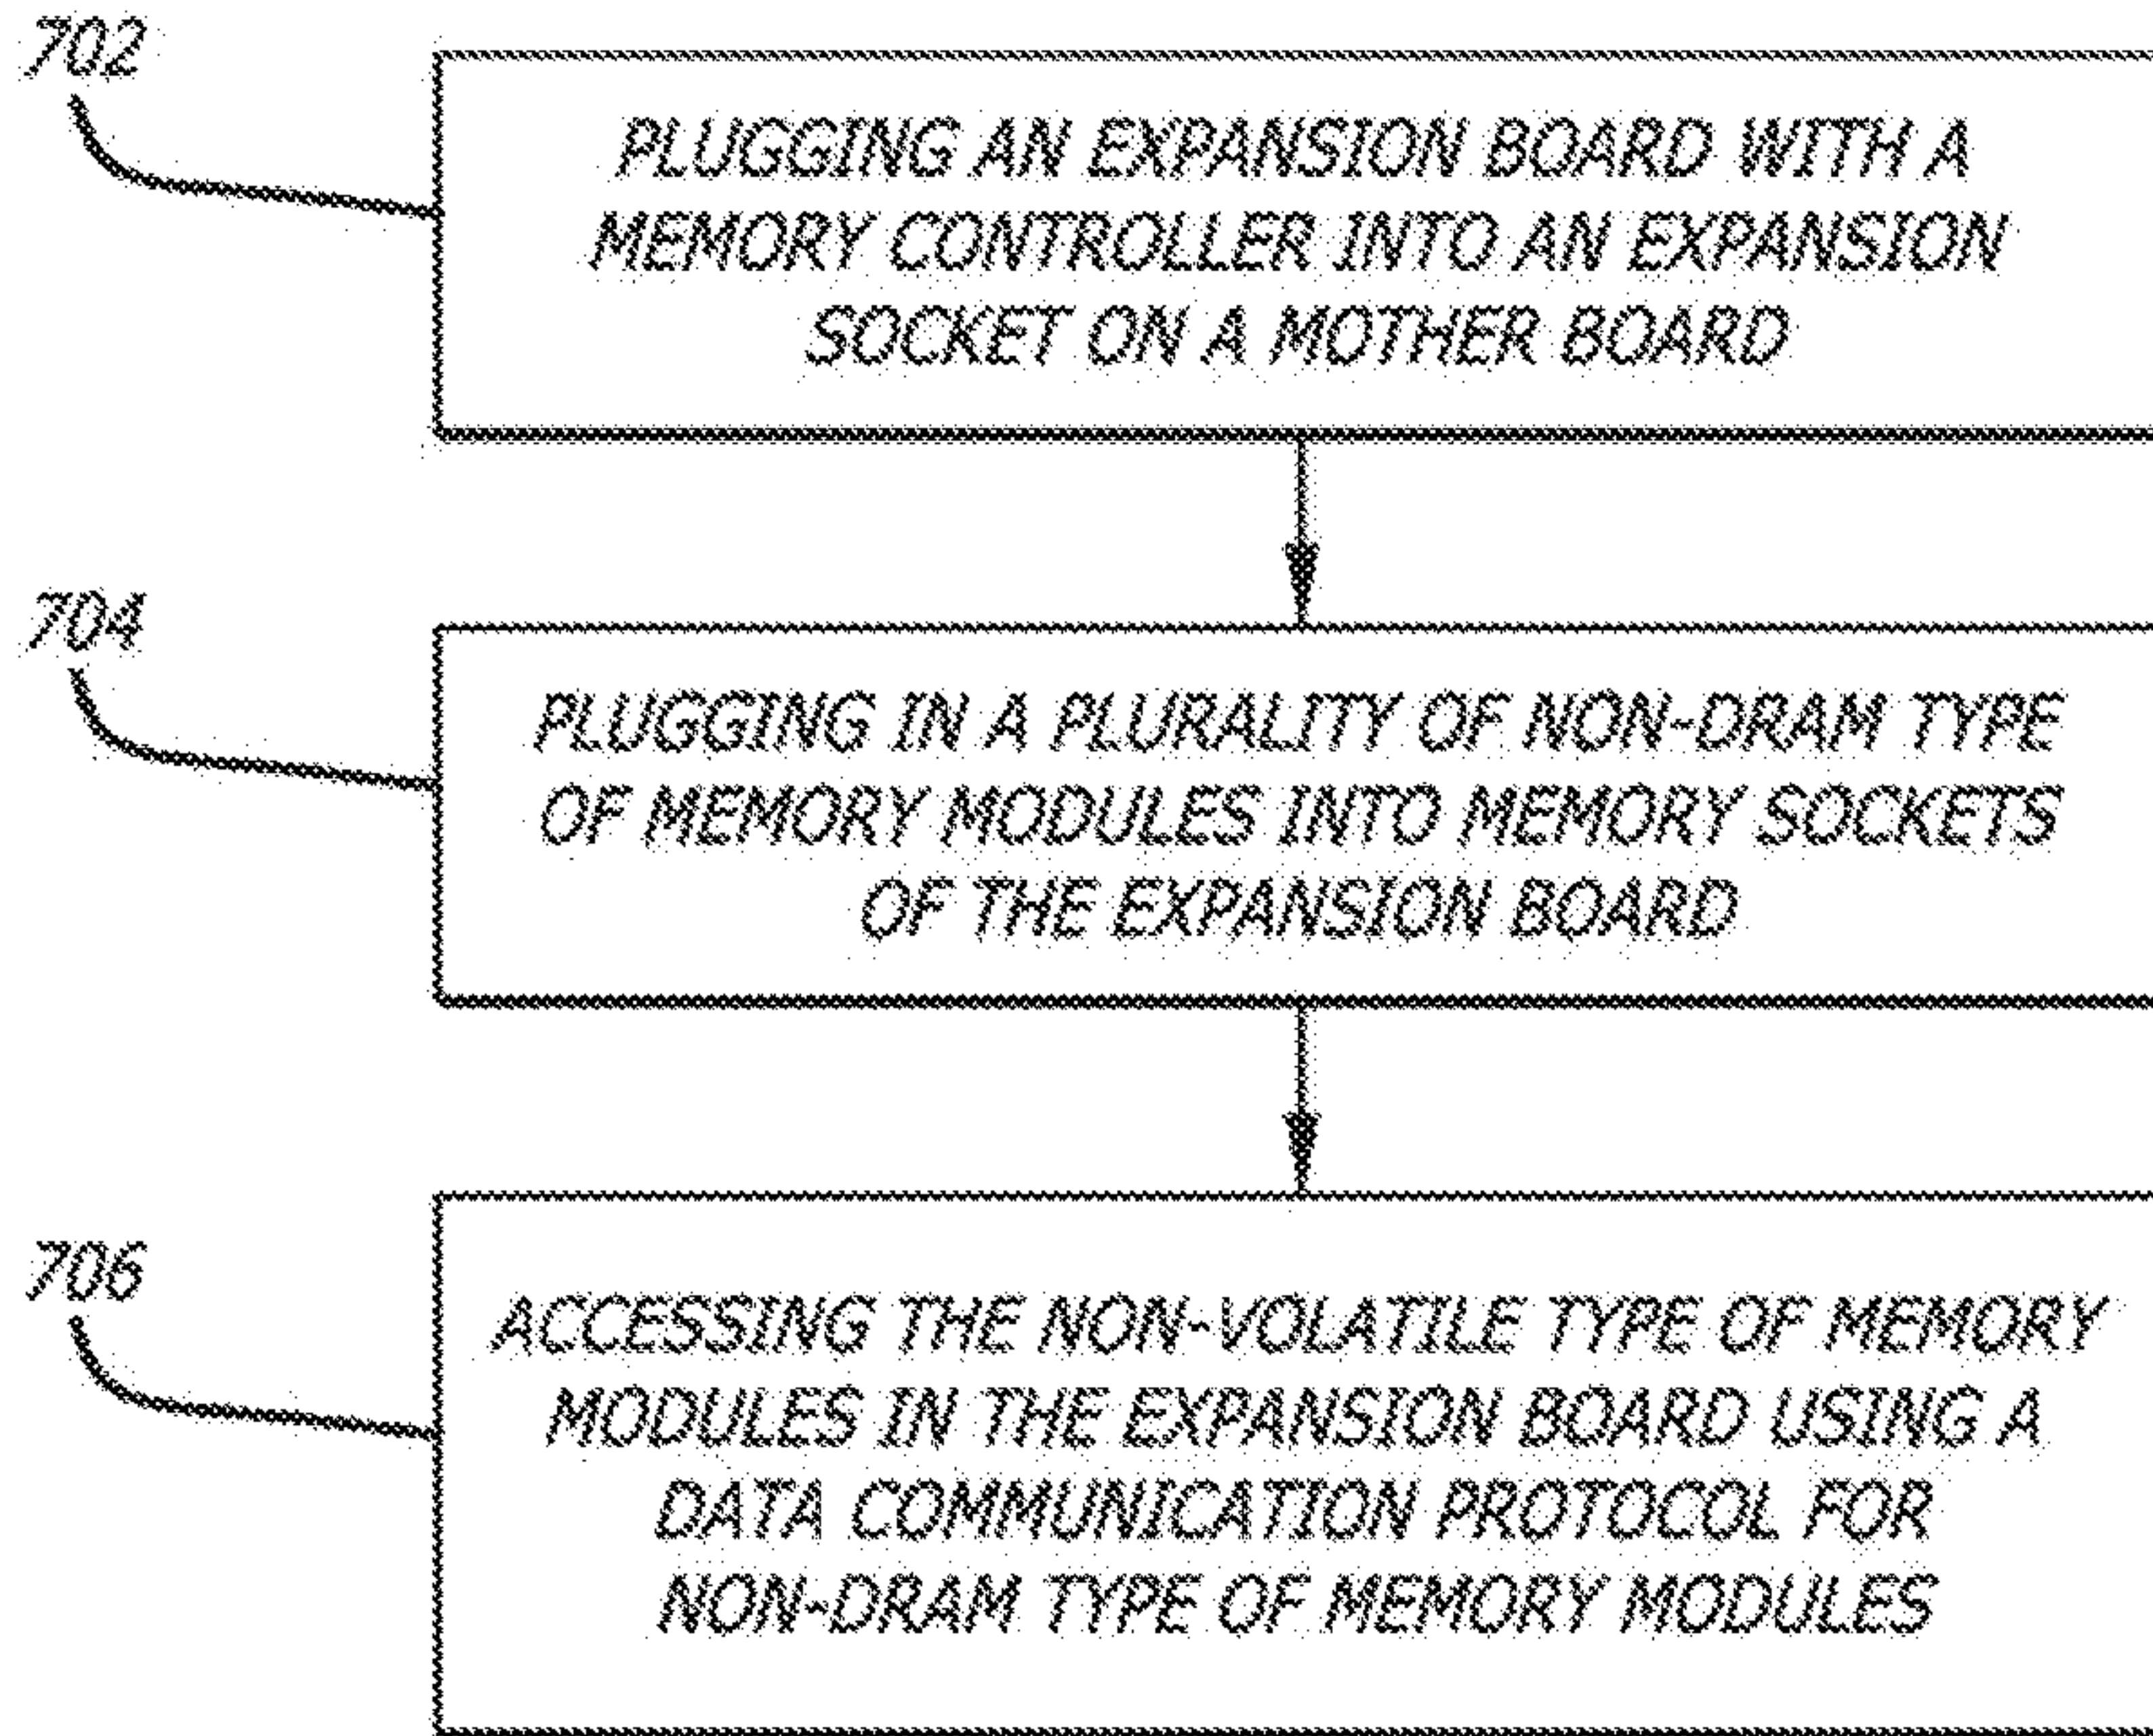 702
PLUGGING AN EXPANSION BOARD WITH A
MEMORY CONTROLLER INTO AN EXPANSION
SOCKET ON A MOTHER BOARD
704
PLUGGING IN A PLURALITY OF NON-DRAM TYPE
OF MEMORY MODULES INTO MEMORY SOCKETS
OF THE EXPANSION BOARD
706
ACCESSING THE NON-VOLATILE TYPE OF MEMORY
MODULES IN THE EXPANSION BOARD USING A
DATA COMMUNICATION PROTOCOL FOR
NON-DRAM TYPE OF MEMORY MODULES